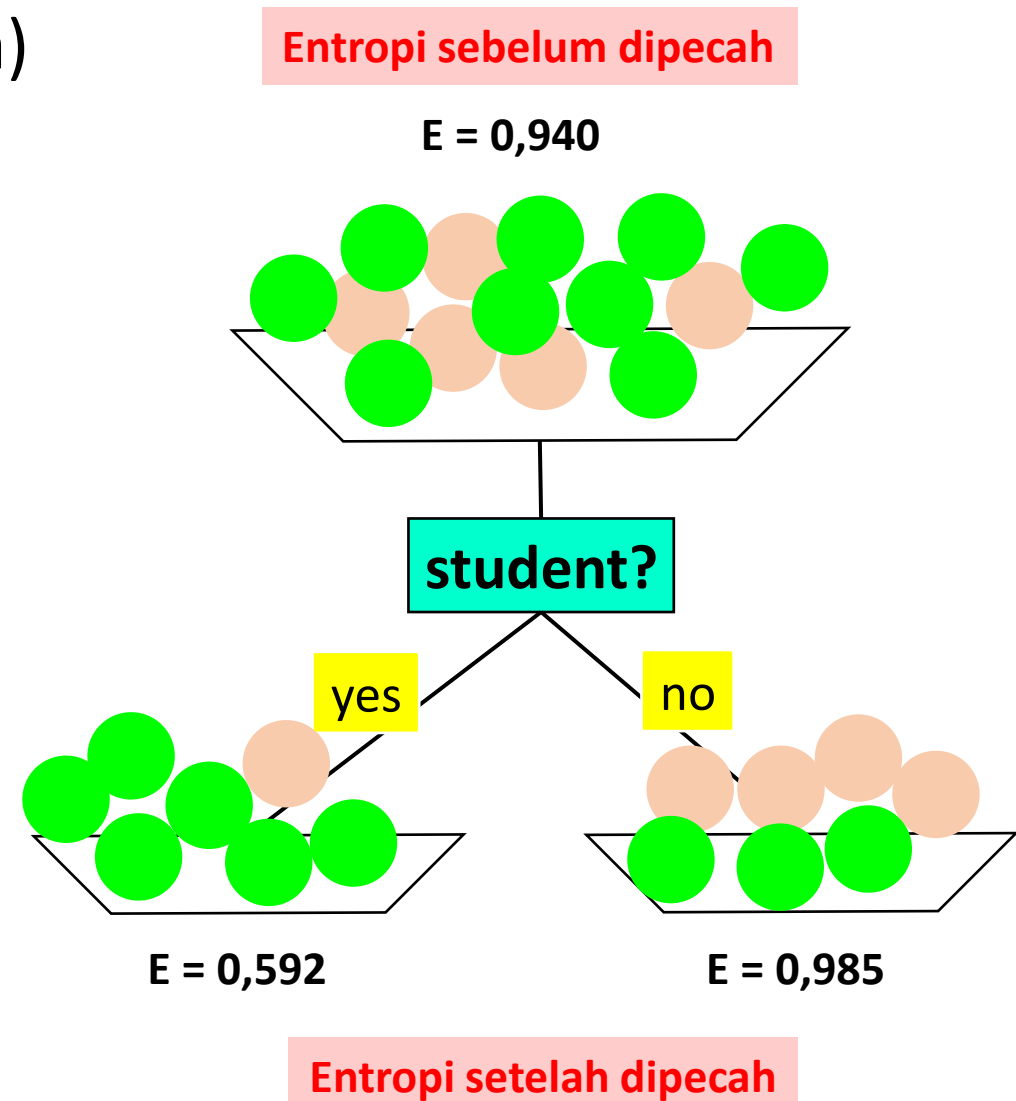 )
Entropi sebelum dipecah
E = 0,940
student?
yes
no
E = 0,592
E = 0,985
Entropi setelah dipecah